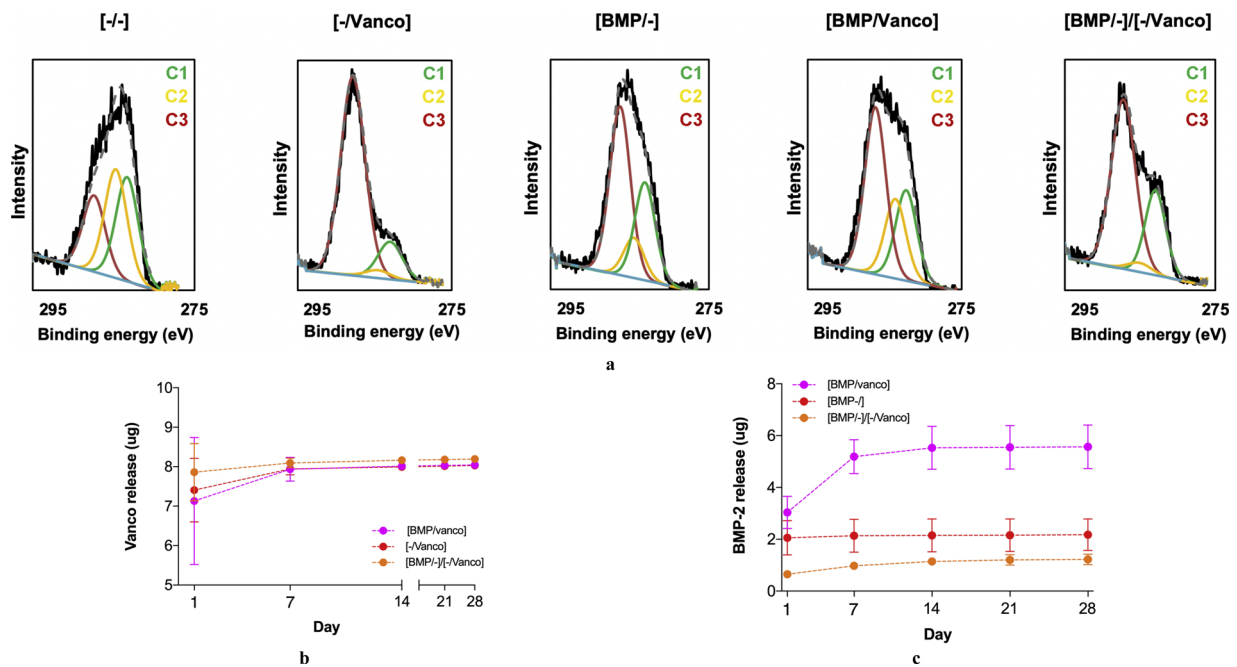 [-/-]
[-/Vanco]
[BMP/-]
[BMP/Vanco]
[BMP/-]/[-/Vanco]
C1
C2
C3
Intensity
295
275
Binding energy (eV)
C1
C2
C3
Intensity
295
275
Binding energy (eV)
C1
C2
C3
Intensity
295
275
Binding energy (eV)
C1
C2
C3
Intensity
295
275
Binding energy (eV)
C1
C2
C3
Intensity
295
275
Binding energy (eV)
a
Vanco release (ug)
10
9
8
7
6
5
[BMP/vanco]
[-/Vanco]
[BMP/-]/[-/Vanco]
1
7
14
21
28
Day
b
BMP-2 release (ug)
8
6
4
2
0
[BMP/vanco]
[BMP-/]
[BMP/-]/[-/Vanco]
1
7
14
21
28
Day
c